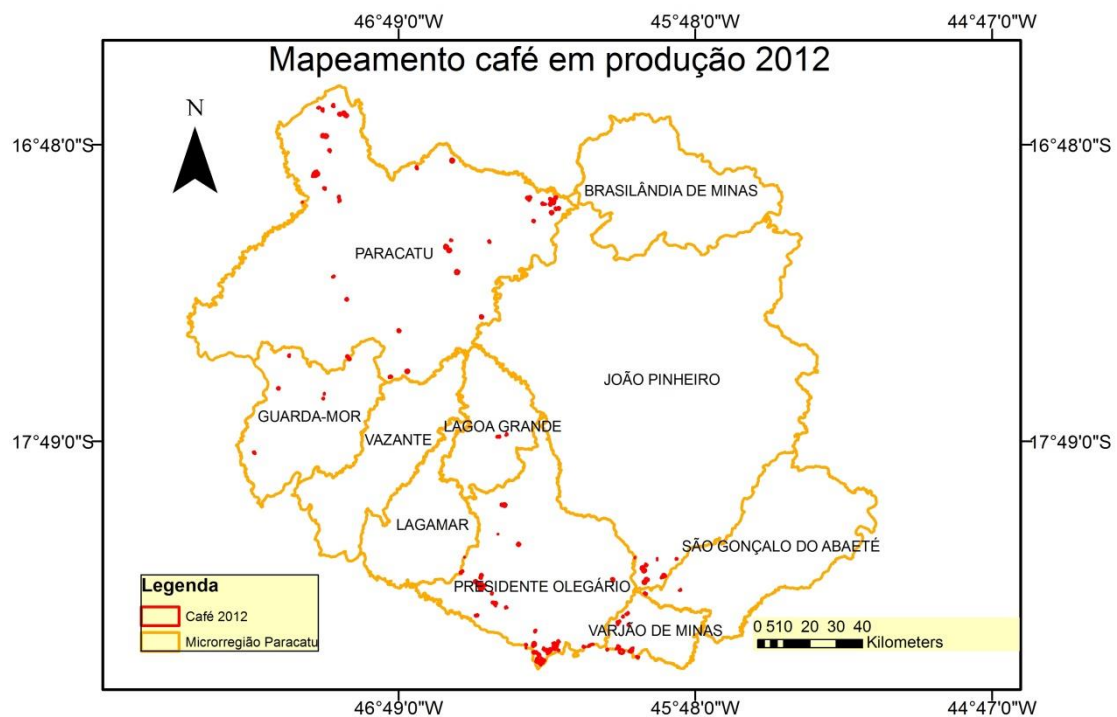 46°49'0"W 45°48'0"W 44°47'0"W
Mapeamento café em produção 2012
N
16°48'0"S 16°48'0"S
BRASILÂNDIA DE MINAS
PARACATU
JOÃO PINHEIRO
GUARDA-MOR
LAGOA GRANDE
VAZANTE
17°49'0"S 17°49'0"S
LAGAMAR
SÃO GONÇALO DO ABAETÉ
Legenda
PRESIDENTE OLEGÁRIO
Café 2012
VARJÃO DE MINAS
Microrregião Paracatu
0 510 20 30 40
Kilometers
46°49'0"W 45°48'0"W 44°47'0"W